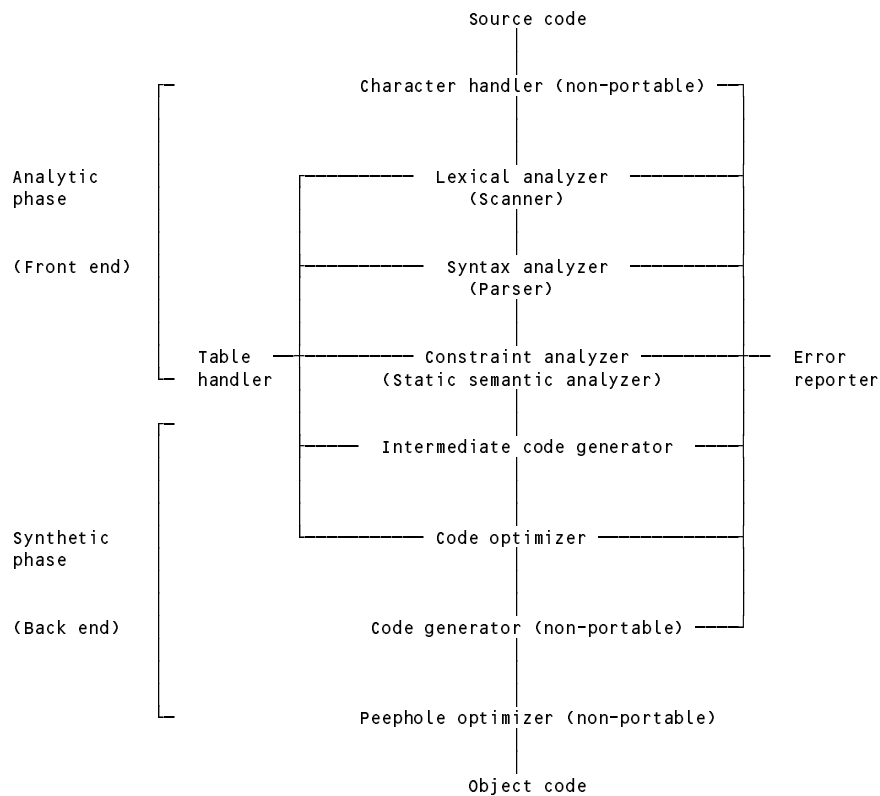 Source code
Character handler (non-portable)
Analytic
phase
Lexical analyzer
(Scanner)
(Front end)
Syntax analyzer
(Parser)
Table
handler
Constraint analyzer
(Static semantic analyzer)
Error
reporter
Intermediate code generator
Synthetic
phase
Code optimizer
(Back end)
Code generator (non-portable)
Peephole optimizer (non-portable)
Object code